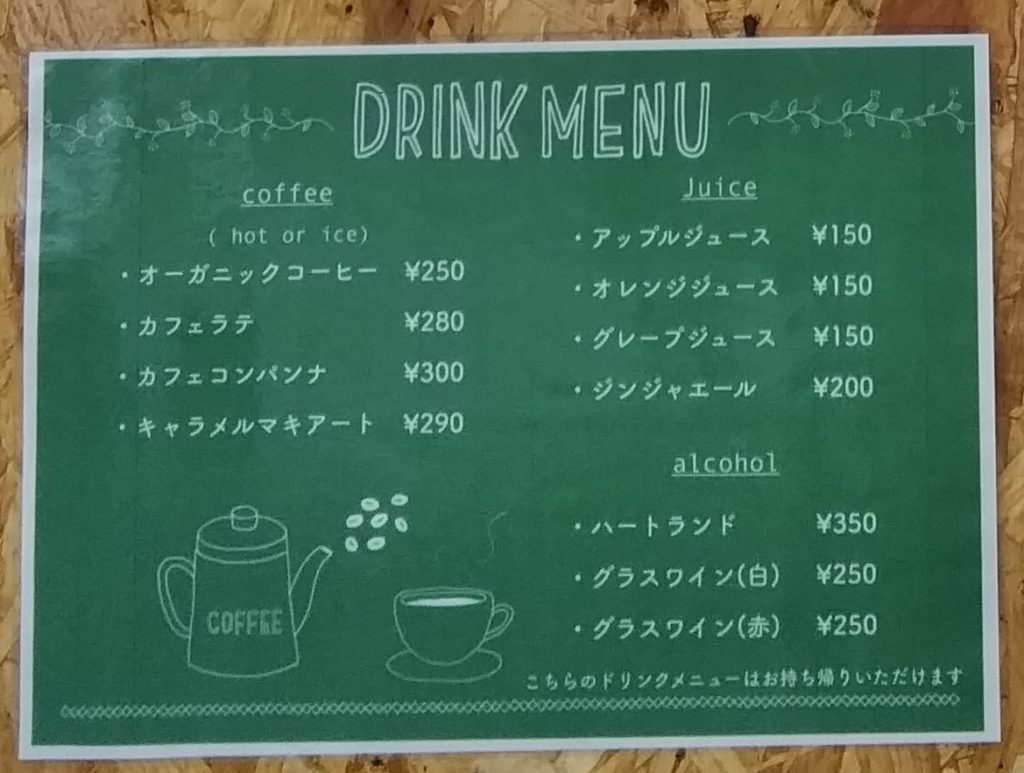 DRINK MENU
coffee
( hot or ice)
・オーガニックコーヒー ¥250
・カフェラテ ¥280
・カフェコンパンナ ¥300
・キャラメルマキアート ¥290
COFFEE
Juice
・アップルジュース ¥150
・オレンジジュース ¥150
・グレープジュース ¥150
・ジンジャエール ¥200
alcohol
・ハートランド ¥350
・グラスワイン(白) ¥250
・グラスワイン(赤) ¥250
こちらのドリンクメニューはお持ち帰りいただけます